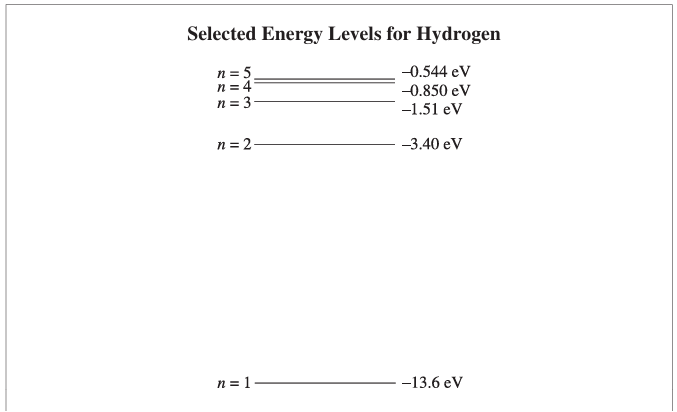 Selected Energy Levels for Hydrogen
n = 5 –0.544 eV
n = 4 –0.850 eV
n = 3 –1.51 eV
n = 2 –3.40 eV
n = 1 –13.6 eV